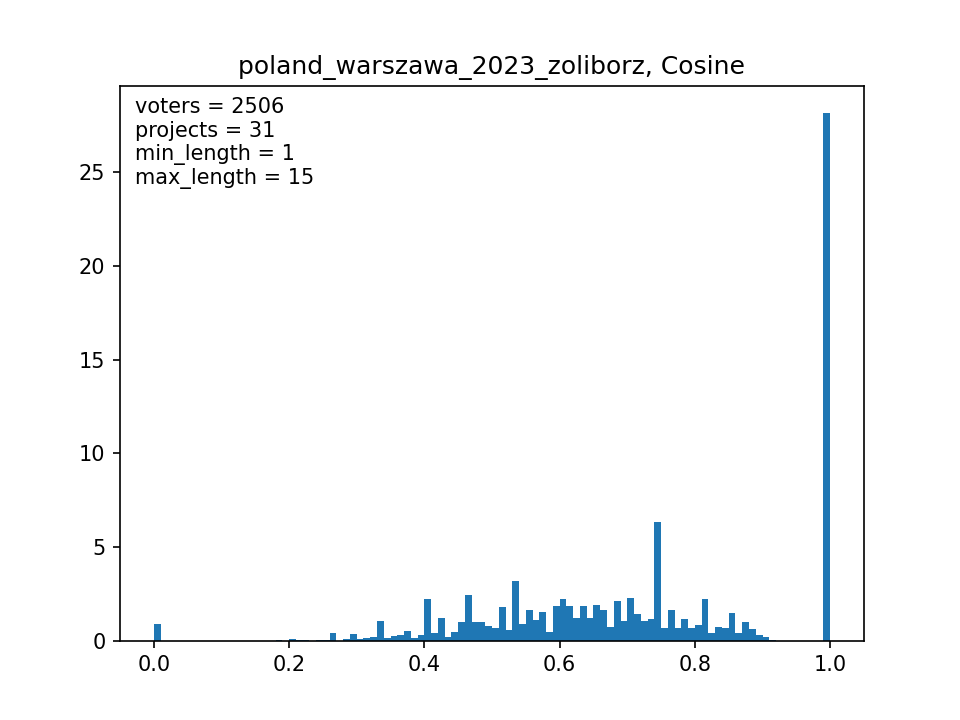 poland_warszawa_2023_zoliborz, Cosine
voters = 2506
projects = 31
min_length = 1
max_length = 15
25
20
15
10
5
0
0.0 0.2 0.4 0.6 0.8 1.0